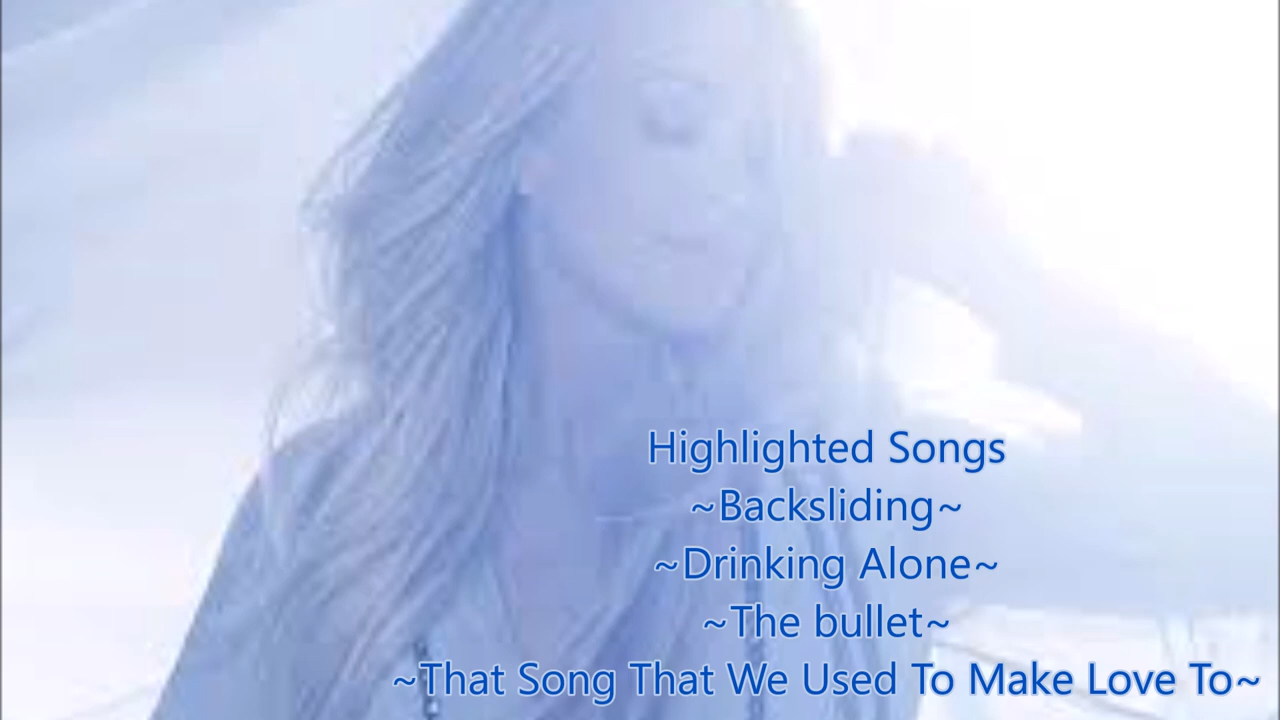 Highlighted Songs
~Backsliding~
~Drinking Alone~
~The bullet~
~That Song That We Used To Make Love To~